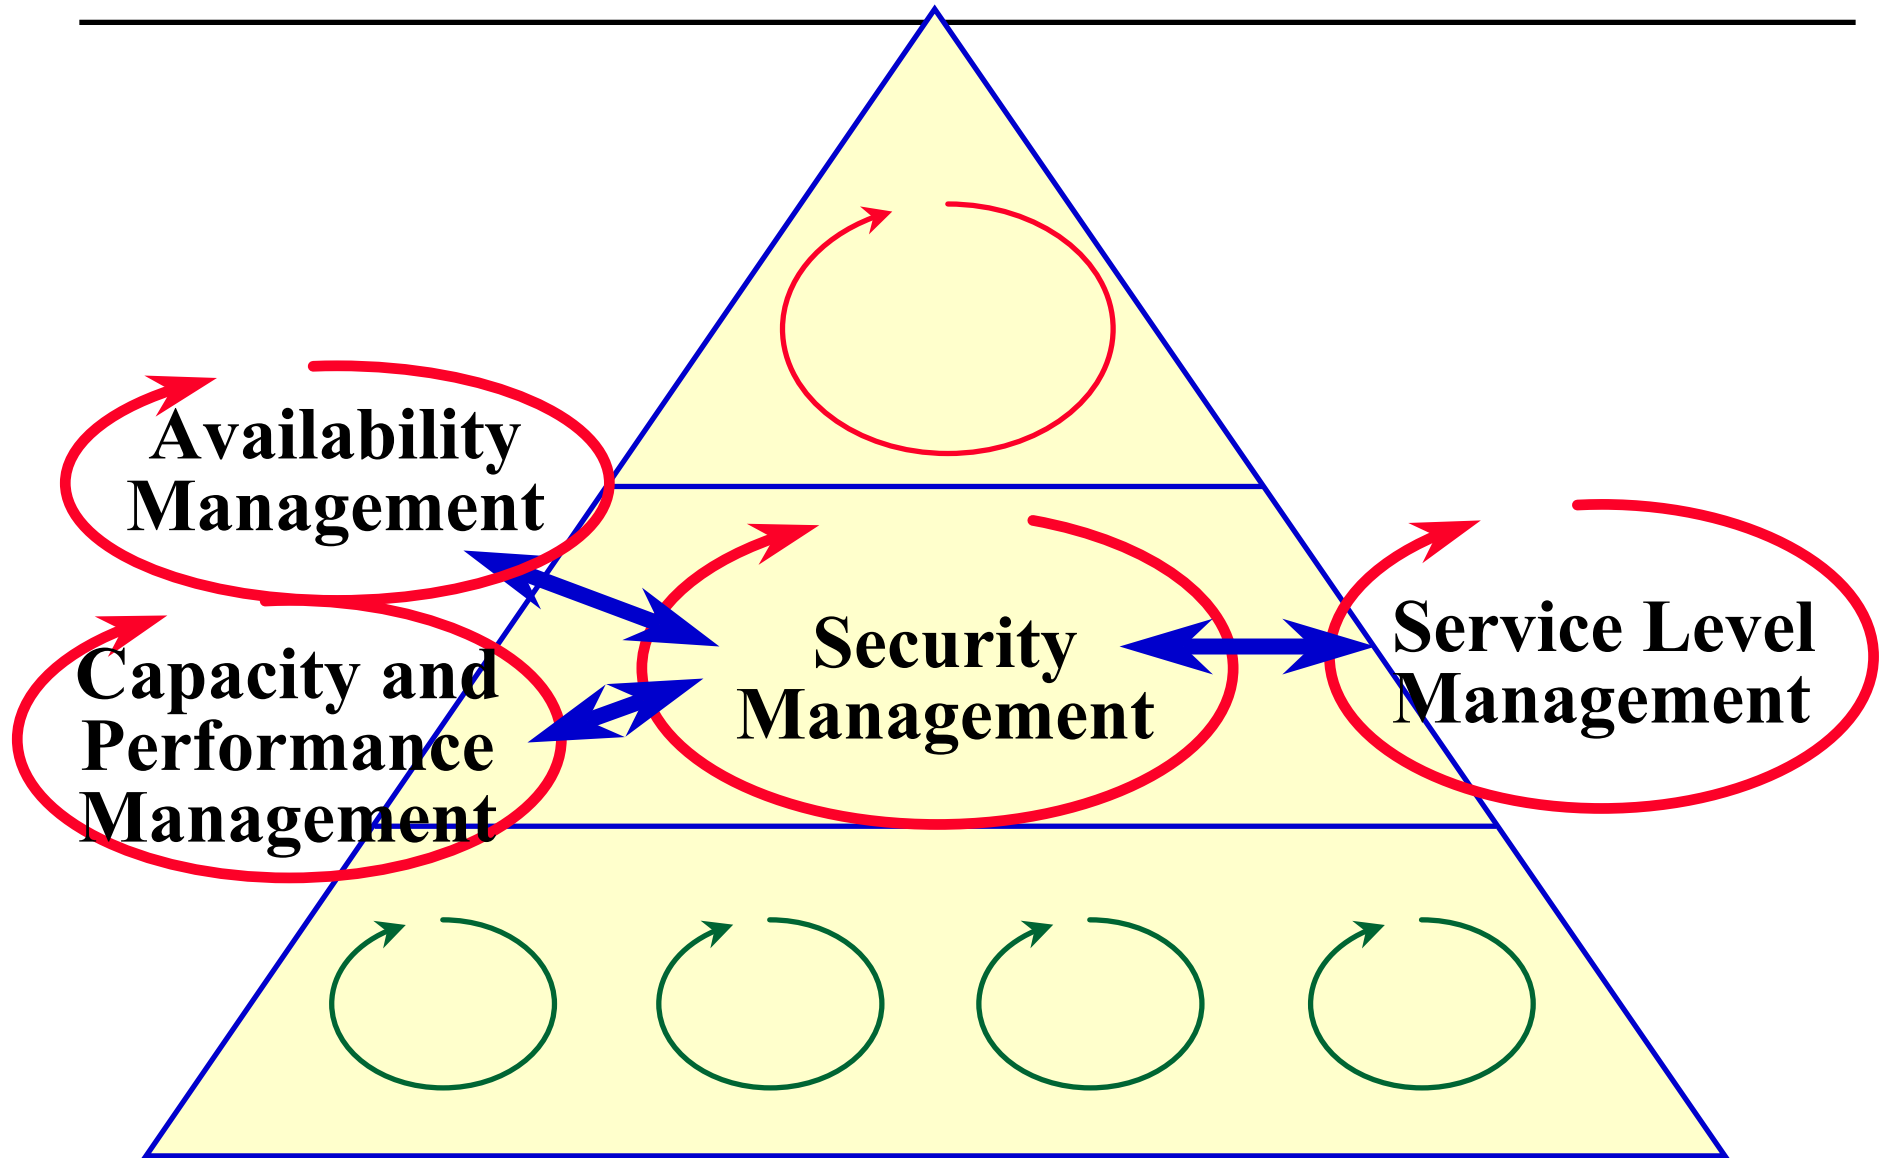 Availability
Management
Capacity and
Performance
Management
Security
Management
Service Level
Management